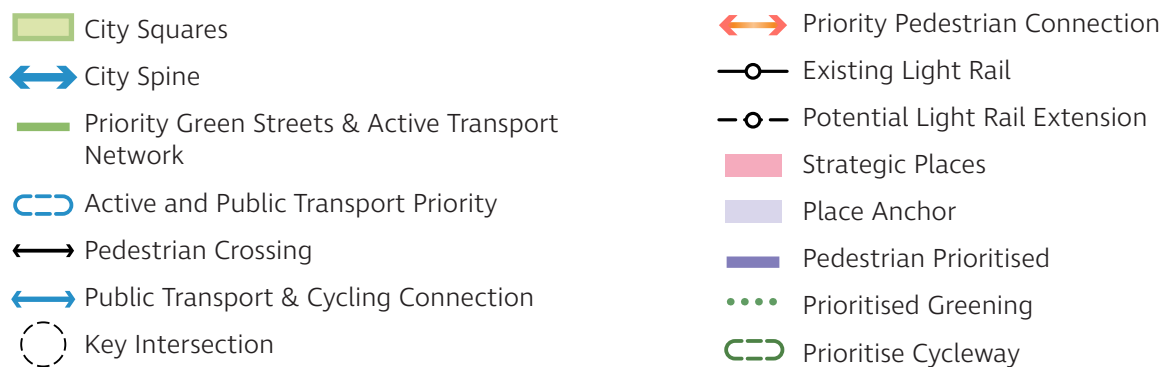 City Squares
City Spine
Priority Green Streets & Active Transport
Network
Active and Public Transport Priority
Pedestrian Crossing
Public Transport & Cycling Connection
Key Intersection
Priority Pedestrian Connection
Existing Light Rail
Potential Light Rail Extension
Strategic Places
Place Anchor
Pedestrian Prioritised
Prioritised Greening
Prioritise Cycleway